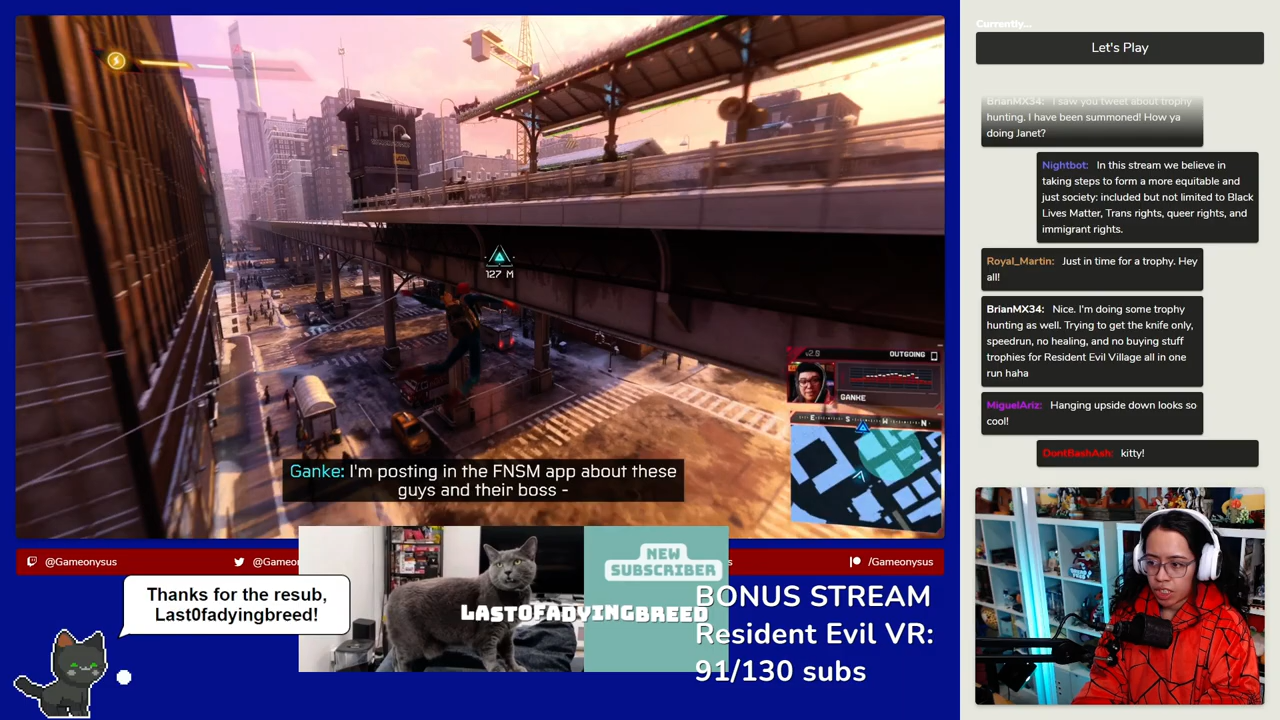 Currently...
Let's Play
BrianMX34: I saw you tweet about trophy
hunting. I have been summoned! How ya
doing Janet?
Nightbot: In this stream we believe in
taking steps to form a more equitable and
just society: included but not limited to Black
Lives Matter, Trans rights, queer rights, and
immigrant rights.
Royal_Martin: Just in time for a trophy. Hey
all!
BrianMX34: Nice. I'm doing some trophy
hunting as well. Trying to get the knife only,
speedrun, no healing, and no buying stuff
trophies for Resident Evil Village all in one
run haha
MiguelAriz: Hanging upside down looks so
cool!
DontBashAsh: kitty!
127 M
v2.0
OUTGOING
GANKE
E S W N
Ganke: I'm posting in the FNSM app about these
guys and their boss -
@Gameonysus
@Gameonys
s
/Gameonysus
NEW
SUBSCRIBER
LAST0FADYINGBREED
Thanks for the resub,
Last0fadyingbreed!
BONUS STREAM
Resident Evil VR:
91/130 subs